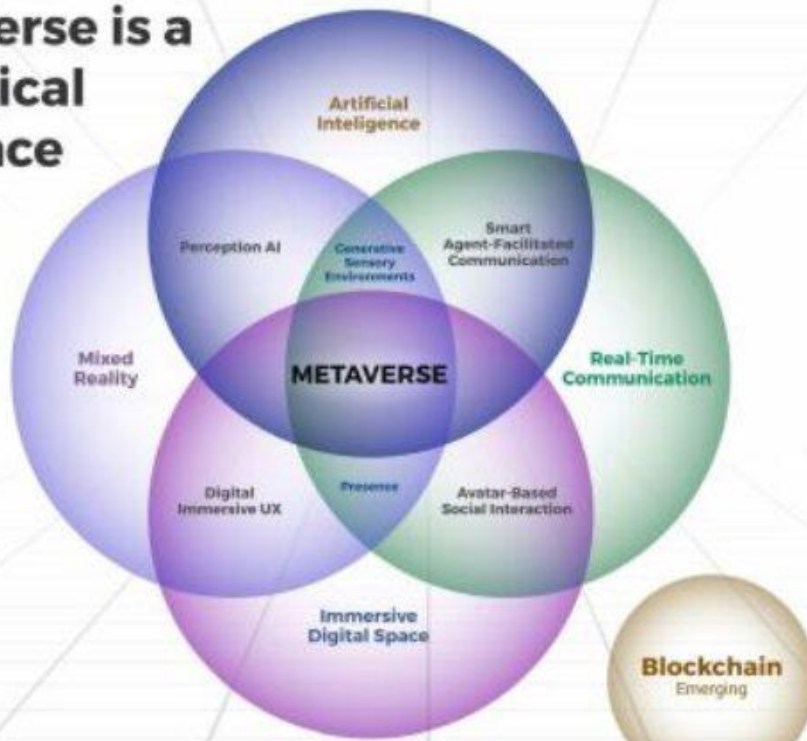 erse is a
ical
nce
Artificial
Inteligence
Perception AI
Generative
Sensory
Environments
Smart
Agent-Facilitated
Communication
Mixed
Reality
METAVERSE
Real-Time
Communication
Digital
Immersive UX
Presence
Avatar-Based
Social Interaction
Immersive
Digital Space
Blockchain
Emerging